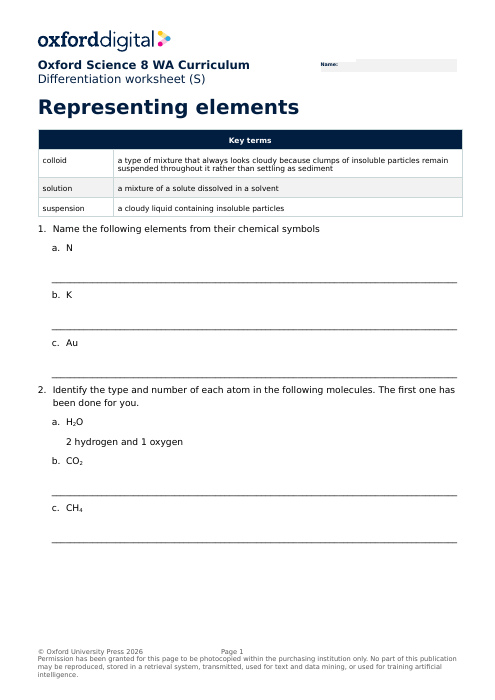 oxforddigital
Oxford Science 8 WA Curriculum
Name:
Differentiation worksheet (S)
Representing elements
Key terms
colloid a type of mixture that always looks cloudy because clumps of insoluble particles remain
suspended throughout it rather than settling as sediment
solution a mixture of a solute dissolved in a solvent
suspension a cloudy liquid containing insoluble particles
1. Name the following elements from their chemical symbols
a. N
b. K
c. Au
2. Identify the type and number of each atom in the following molecules. The first one has
been done for you.
a. H₂O
2 hydrogen and 1 oxygen
b. CO₂
c. CH₄
© Oxford University Press 2026 Page 1
Permission has been granted for this page to be photocopied within the purchasing institution only. No part of this publication
may be reproduced, stored in a retrieval system, transmitted, used for text and data mining, or used for training artificial
intelligence.